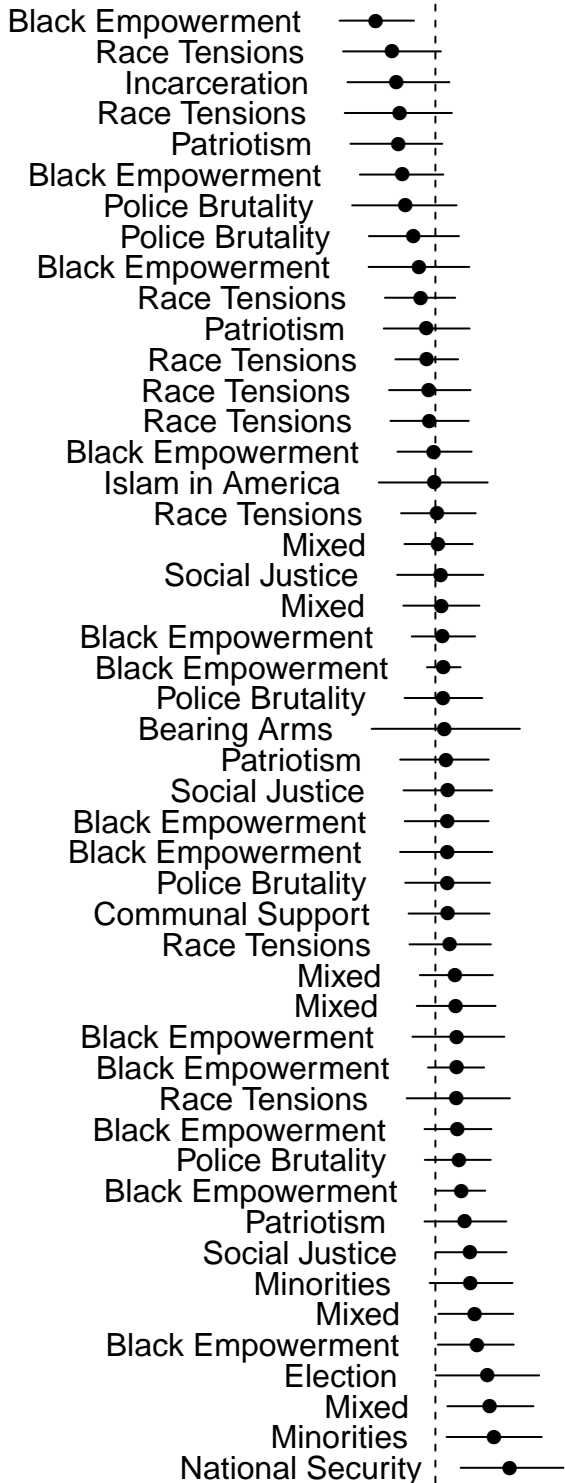 Black Empowerment
Race Tensions
Incarceration
Race Tensions
Patriotism
Black Empowerment
Police Brutality
Police Brutality
Black Empowerment
Race Tensions
Patriotism
Race Tensions
Race Tensions
Race Tensions
Black Empowerment
Islam in America
Race Tensions
Mixed
Social Justice
Mixed
Black Empowerment
Black Empowerment
Police Brutality
Bearing Arms
Patriotism
Social Justice
Black Empowerment
Black Empowerment
Police Brutality
Communal Support
Race Tensions
Mixed
Mixed
Black Empowerment
Black Empowerment
Race Tensions
Black Empowerment
Police Brutality
Black Empowerment
Patriotism
Social Justice
Minorities
Mixed
Black Empowerment
Election
Mixed
Minorities
National Security